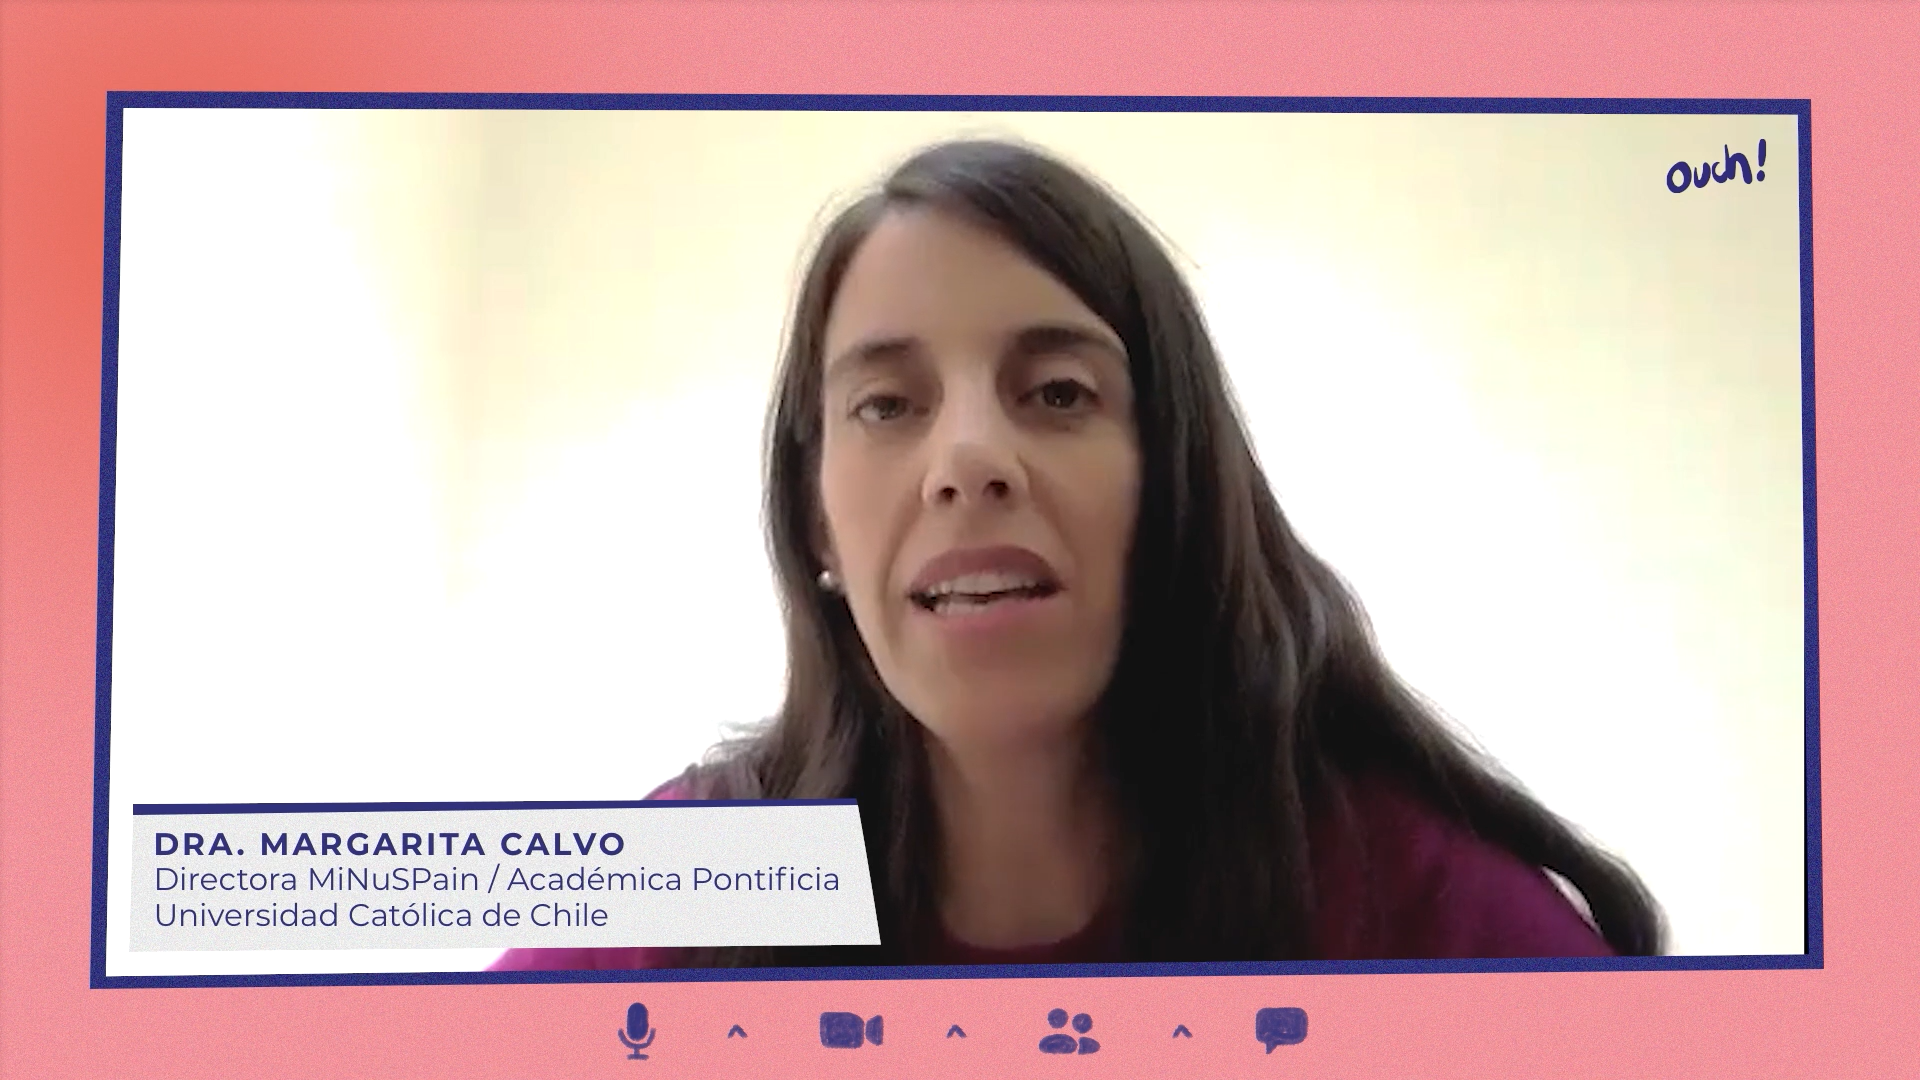 ouch!
DRA. MARGARITA CALVO
Directora MiNuSPain / Académica Pontificia
Universidad Católica de Chile